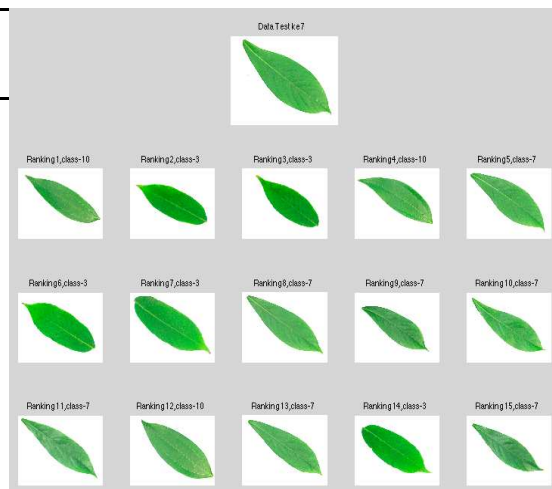 Data Test ke 7
Ranking1,class-10 Ranking2,class-3 Ranking3,class-3 Ranking4,class-10 Ranking5,class-7
Ranking6,class-3 Ranking7,class-3 Ranking8,class-7 Ranking9,class-7 Ranking10,class-7
Ranking11,class-7 Ranking12,class-10 Ranking13,class-7 Ranking14,class-3 Ranking15,class-7